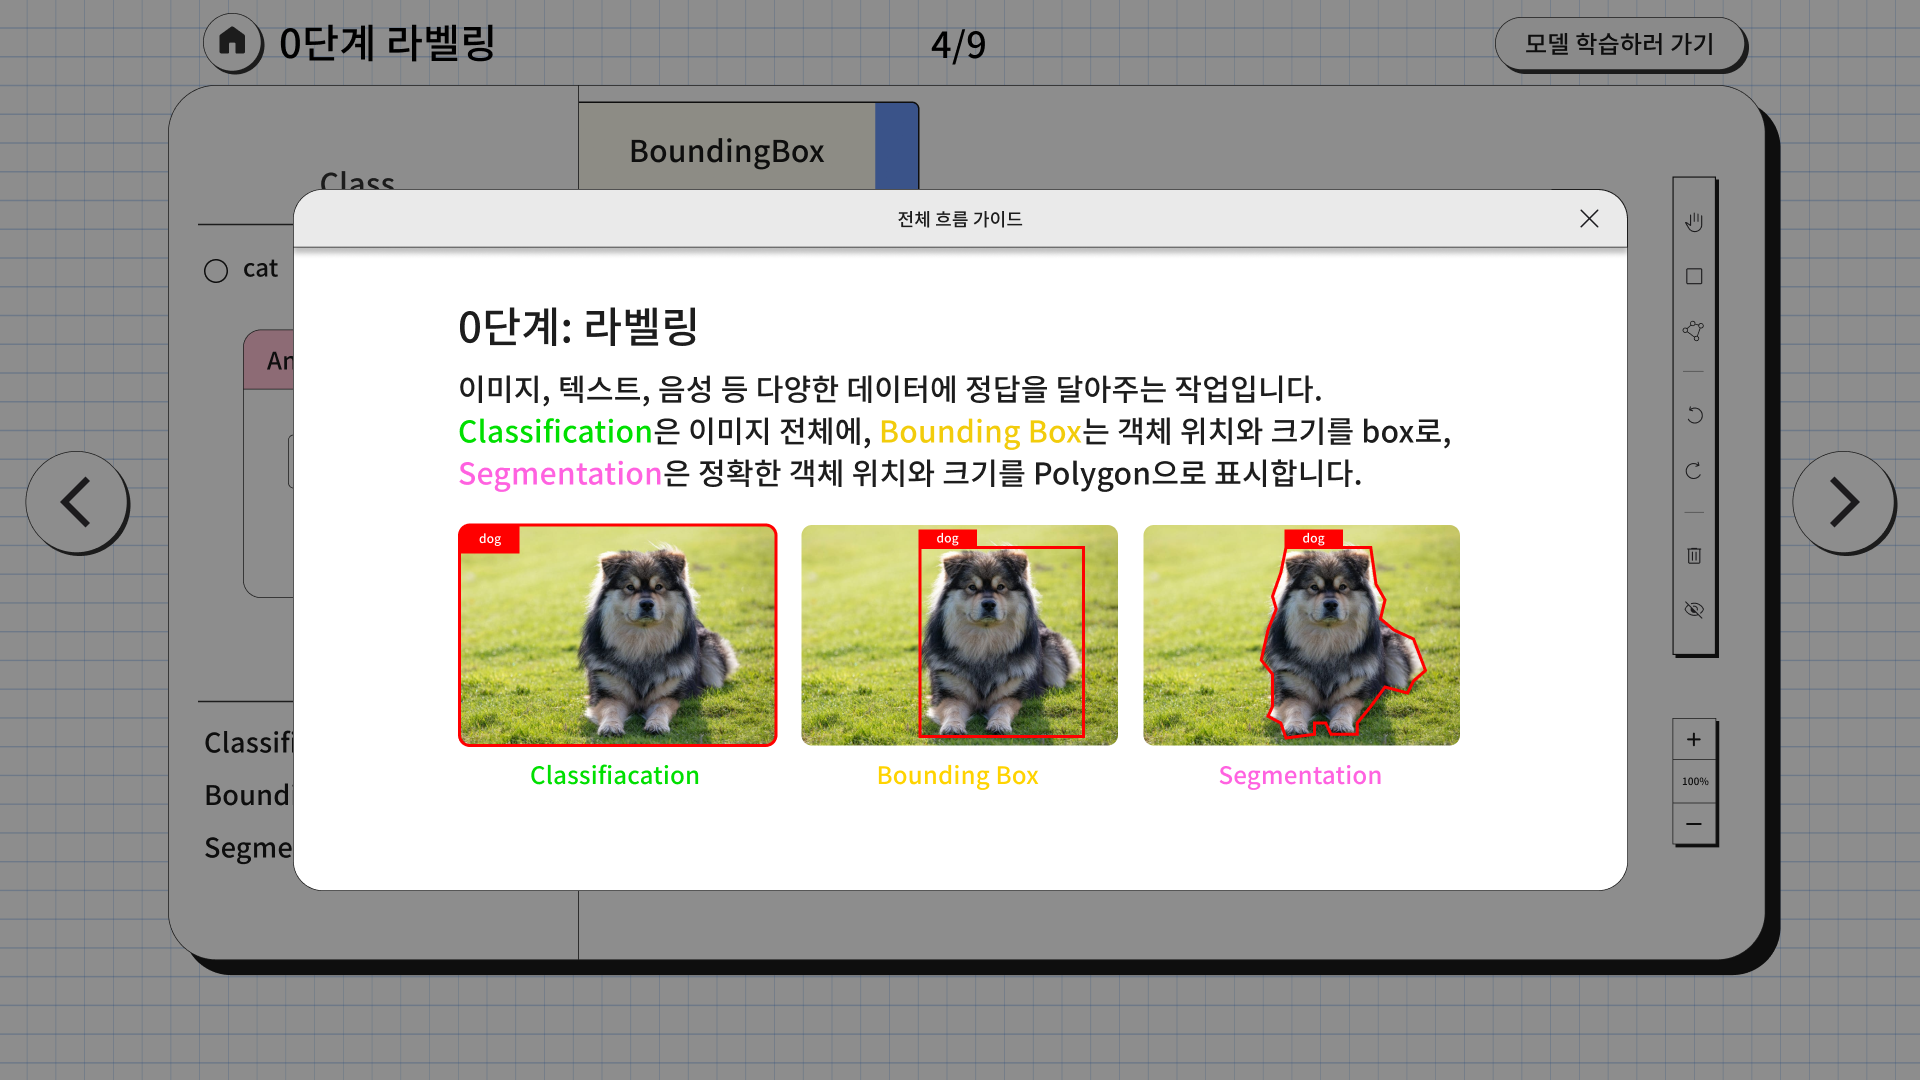 0단계 라벨링
4/9
모델 학습하러 가기
BoundingBox
Class
전체 흐름 가이드
cat
0단계: 라벨링
이미지, 텍스트, 음성 등 다양한 데이터에 정답을 달아주는 작업입니다.
Classification은 이미지 전체에, Bounding Box는 객체 위치와 크기를 box로,
Segmentation은 정확한 객체 위치와 크기를 Polygon으로 표시합니다.
dog
dog
dog
Classifiacation
Bounding Box
Segmentation
100%